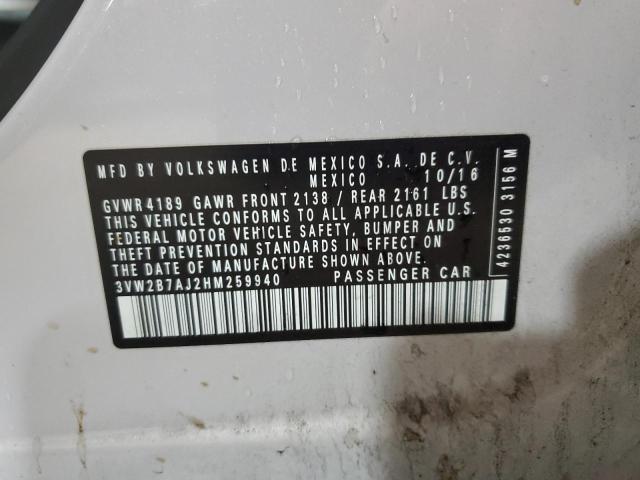 MFD BY VOLKSWAGEN DE MEXICO S.A. DE C.V.
MEXICO 10/16
GVWR 4189 GAWR FRONT 2138 / REAR 2161 LBS
THIS VEHICLE CONFORMS TO ALL APPLICABLE U.S.
FEDERAL MOTOR VEHICLE SAFETY, BUMPER AND
THEFT PREVENTION STANDARDS IN EFFECT ON
DATE OF MANUFACTURE SHOWN ABOVE.
3VW2B7AJ2HM259940 PASSENGER CAR
4236530 3156 M